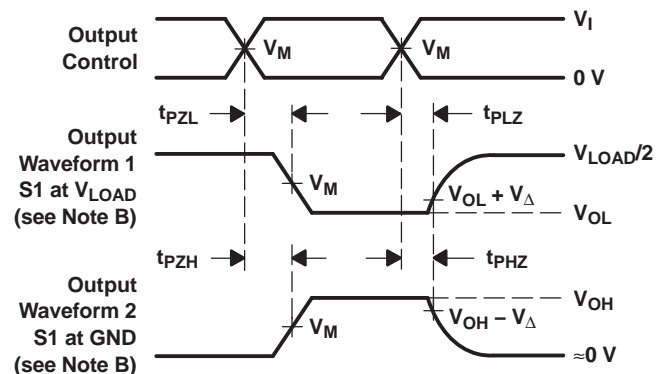 Output
Control
V_M
V_M
V_I
0 V
t_PZL
t_PLZ
Output
Waveform 1
S1 at V_LOAD
(see Note B)
V_M
V_LOAD/2
V_OL + V_Δ
V_OL
t_PZH
t_PHZ
Output
Waveform 2
S1 at GND
(see Note B)
V_M
V_OH
V_OH − V_Δ
≈0 V